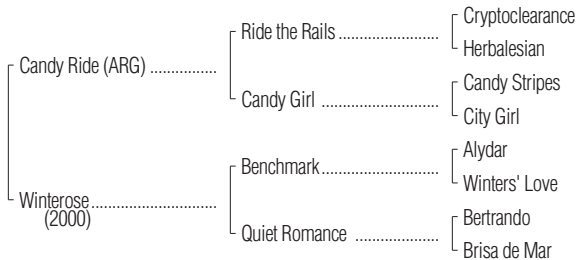 Cryptoclearance
Ride the Rails
Herbalesian
Candy Ride (ARG)
Candy Stripes
Candy Girl
City Girl
Alydar
Benchmark
Winters' Love
Winterose
(2000)
Bertrando
Quiet Romance
Brisa de Mar